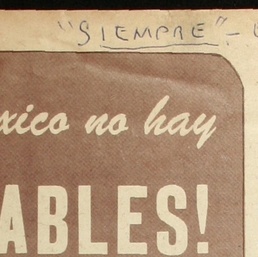 "SIEMPRE" -
xico no hay
ABLES!